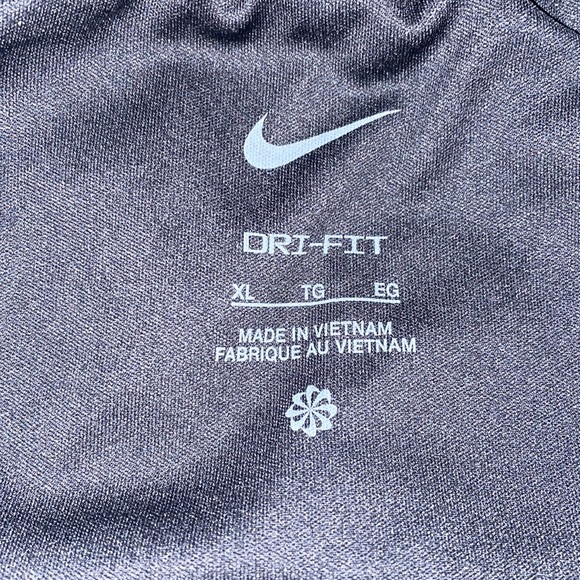 DRI-FIT
XL TG EG
MADE IN VIETNAM
FABRIQUE AU VIETNAM